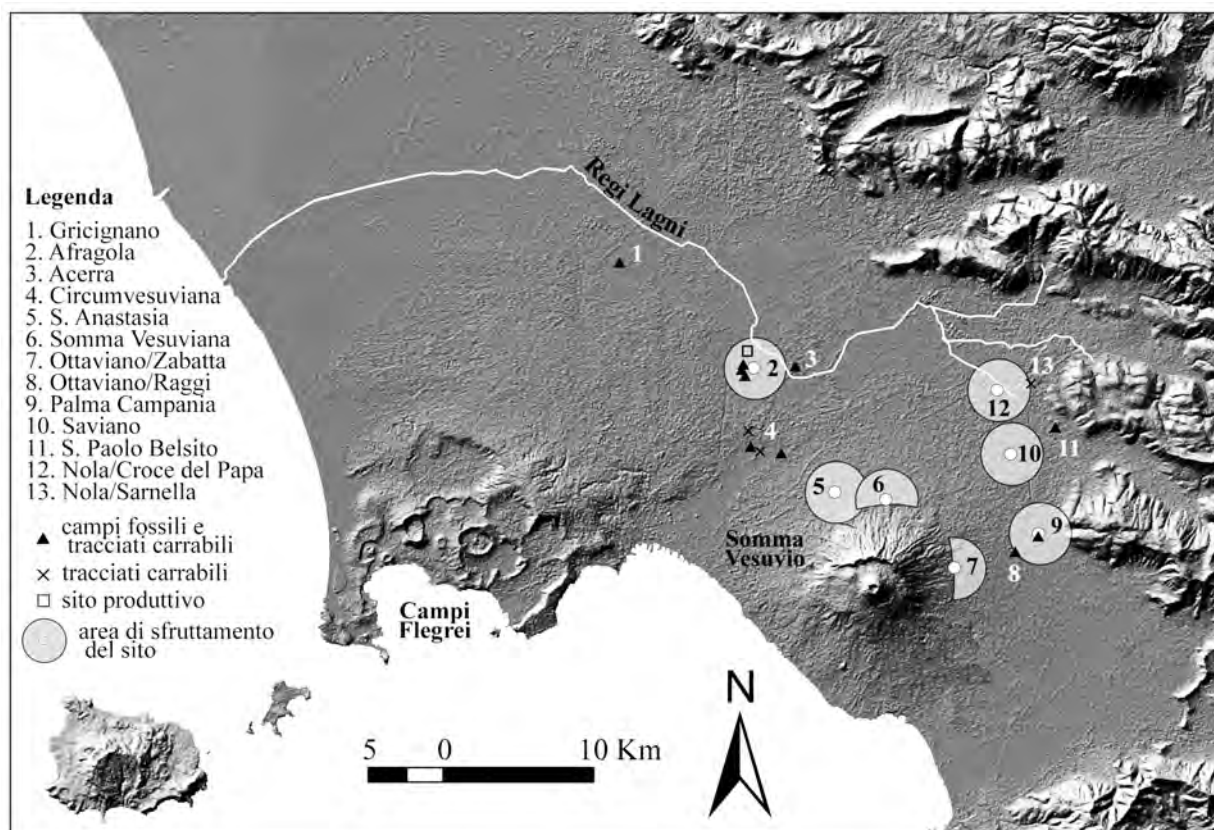 Regi Lagni
Legenda
1. Gricignano
2. Afragola
3. Acerra
4. Circumvesuviana
5. S. Anastasia
6. Somma Vesuviana
7. Ottaviano/Zabatta
8. Ottaviano/Raggi
9. Palma Campania
10. Saviano
11. S. Paolo Belsito
12. Nola/Croce del Papa
13. Nola/Sarnella
campi fossili e
tracciati carrabili
tracciati carrabili
sito produttivo
area di sfruttamento
del sito
1
2
3
13
12
4
11
10
5
6
9
Somma
Vesuvio
7
8
Campi
Flegrei
N
5 0 10 Km